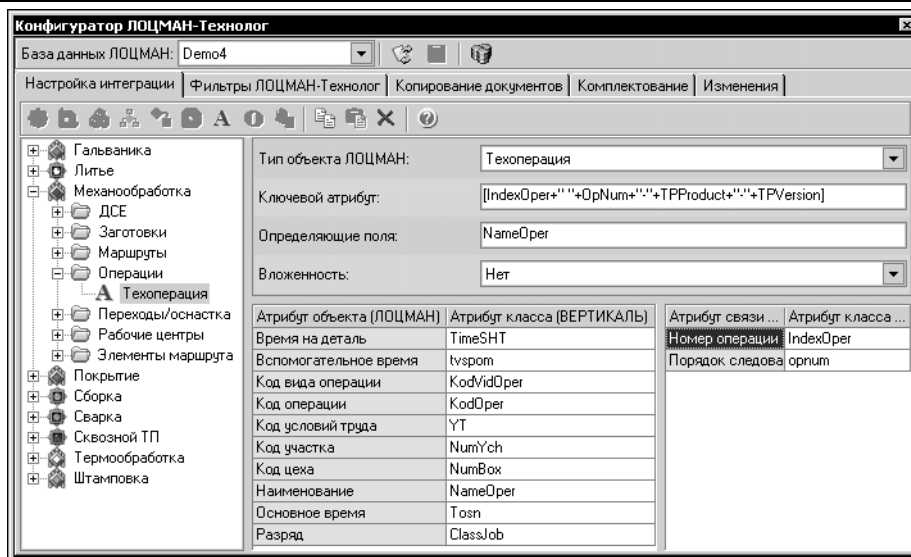 Конфигуратор ЛОЦМАН-Технолог
База данных ЛОЦМАН: Demo4
Настройка интеграции Фильтры ЛОЦМАН-Технолог Копирование документов Комплектование Изменения
Гальваника
Литье
Механообработка
ДСЕ
Заготовки
Маршруты
Операции
A Техоперация
Переходы/оснастка
Рабочие центры
Элементы маршрута
Покрытие
Сборка
Сварка
Сквозной ТП
Термообработка
Штамповка
Тип объекта ЛОЦМАН: Техоперация
Ключевой атрибут: [IndexOper+" "+OpNum+"-"+TPProduct+"-"+TPVersion]
Определяющие поля: NameOper
Вложенность: Нет
Атрибут объекта (ЛОЦМАН) Атрибут класса (ВЕРТИКАЛЬ)
Время на деталь TimeSHT
Вспомогательное время tvspom
Код вида операции KodVidOper
Код операции KodOper
Код условий труда YT
Код участка NumYch
Код цеха NumBox
Наименование NameOper
Основное время Tosn
Разряд ClassJob
Атрибут связи ... Атрибут класса ...
Номер операции IndexOper
Порядок следова opnum